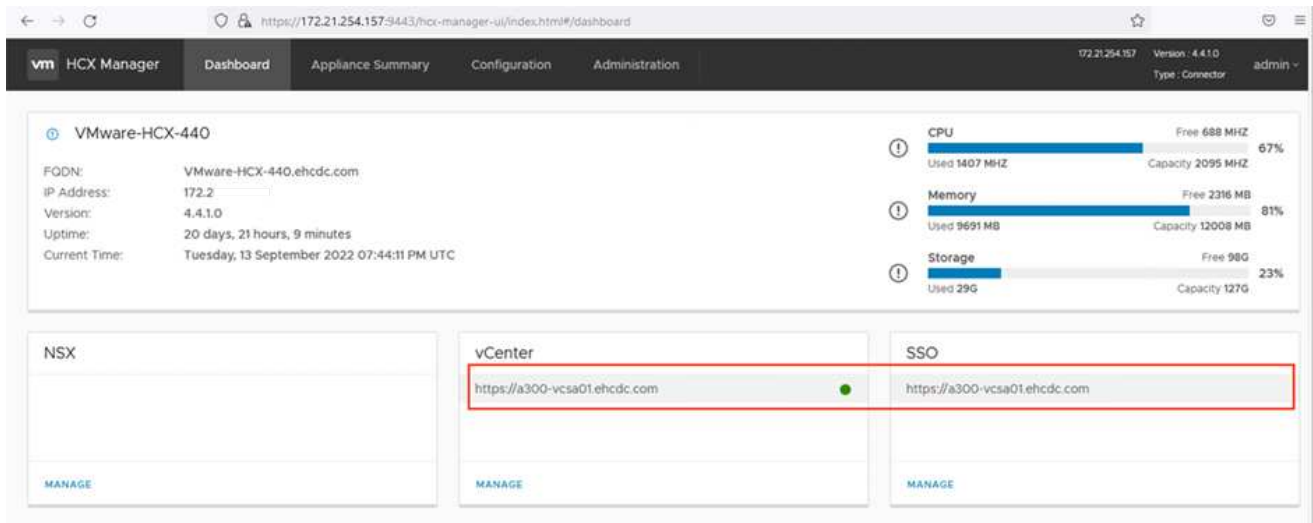 https://172.21.254.157:9443/hcx-manager-ui/index.html#/dashboard
vm HCX Manager Dashboard Appliance Summary Configuration Administration 172.21.254.157 Version : 4.4.1.0 admin
Type : Connector
VMware-HCX-440
FQDN: VMware-HCX-440.ehcdc.com
IP Address: 172.2
Version: 4.4.1.0
Uptime: 20 days, 21 hours, 9 minutes
Current Time: Tuesday, 13 September 2022 07:44:11 PM UTC
CPU Free 688 MHZ
67%
Used 1407 MHZ Capacity 2095 MHZ
Memory Free 2316 MB
81%
Used 9691 MB Capacity 12008 MB
Storage Free 98G
23%
Used 29G Capacity 127G
NSX
MANAGE
vCenter
https://a300-vcsa01.ehcdc.com
MANAGE
SSO
https://a300-vcsa01.ehcdc.com
MANAGE